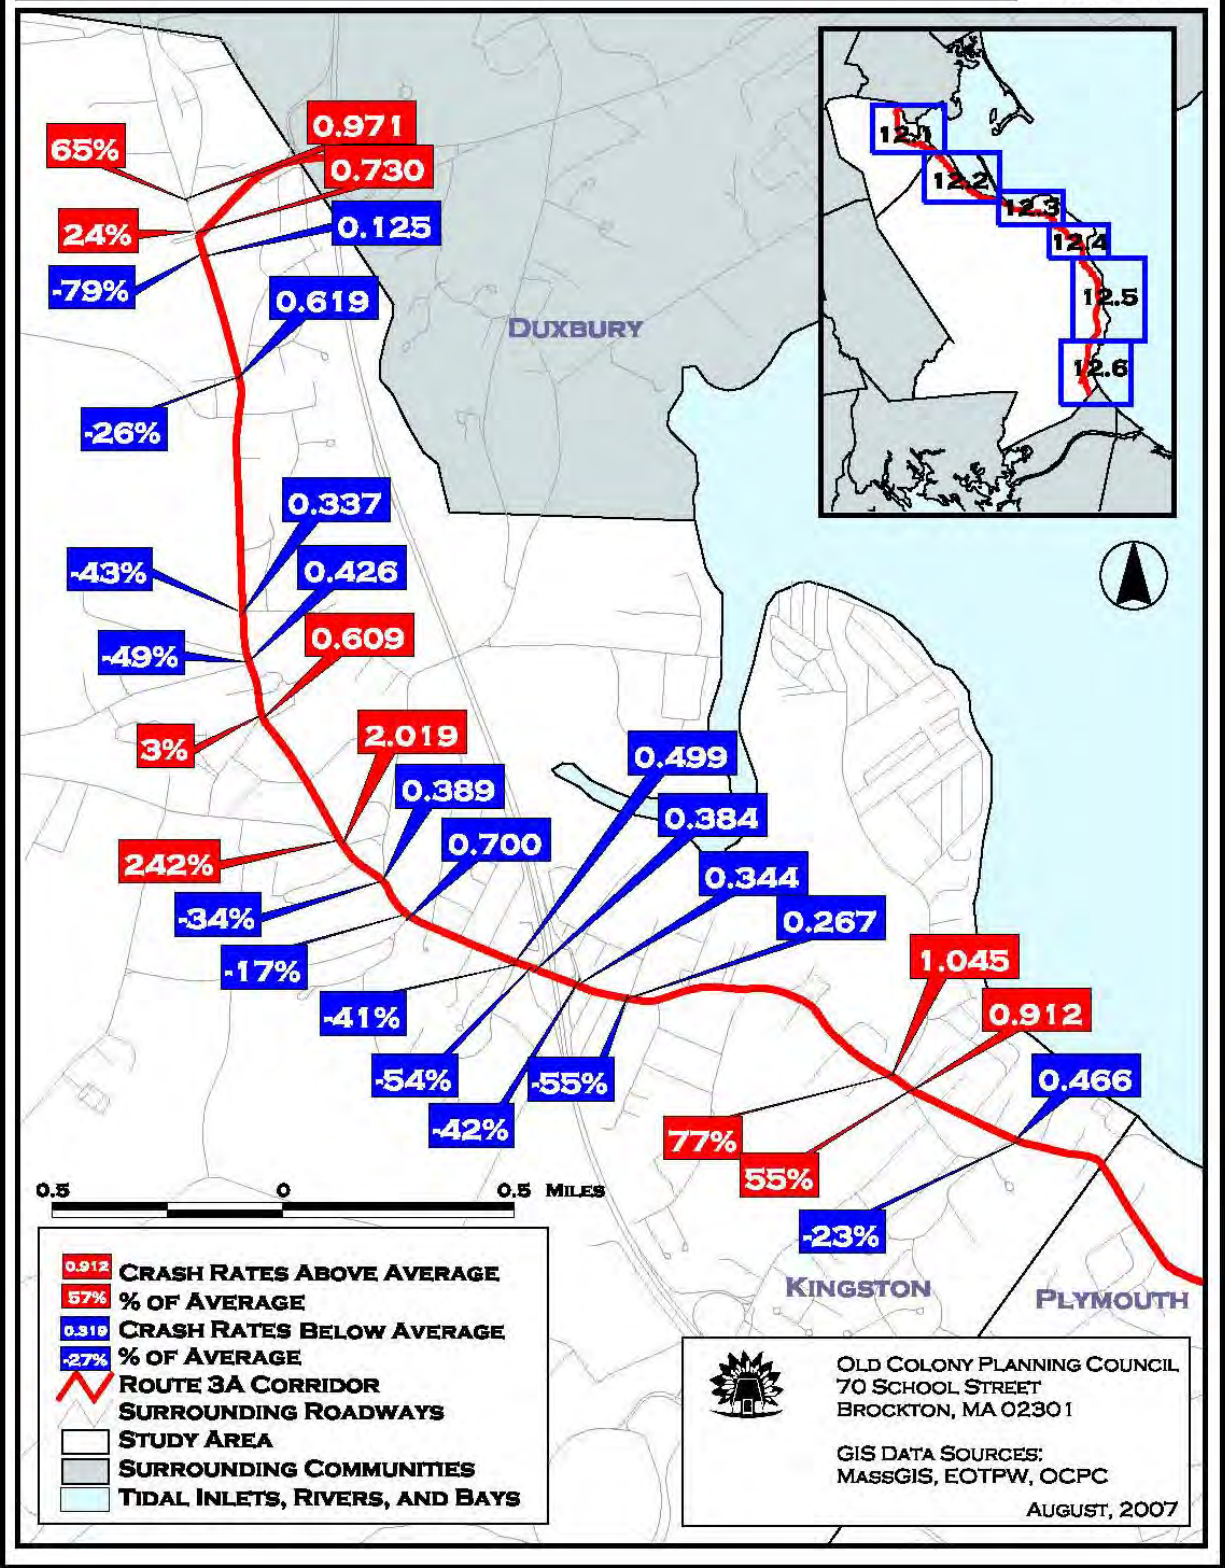 0.971
65%
0.730
24%
0.125
-79%
0.619
DUXBURY
-26%
0.337
-43%
0.426
0.609
-49%
3%
2.019
0.499
0.389
0.384
0.700
242%
0.344
-34%
0.267
-17%
1.045
-41%
0.912
-54%
-55%
0.466
-42%
77%
55%
-23%
12.1
12.2
12.3
12.4
12.5
12.6
0.5 0 0.5 MILES
KINGSTON
PLYMOUTH
0.912 CRASH RATES ABOVE AVERAGE
57% % OF AVERAGE
0.319 CRASH RATES BELOW AVERAGE
-27% % OF AVERAGE
ROUTE 3A CORRIDOR
SURROUNDING ROADWAYS
STUDY AREA
SURROUNDING COMMUNITIES
TIDAL INLETS, RIVERS, AND BAYS
OLD COLONY PLANNING COUNCIL
70 SCHOOL STREET
BROCKTON, MA 02301
GIS DATA SOURCES:
MASSGIS, EOTPW, OCPC
AUGUST, 2007